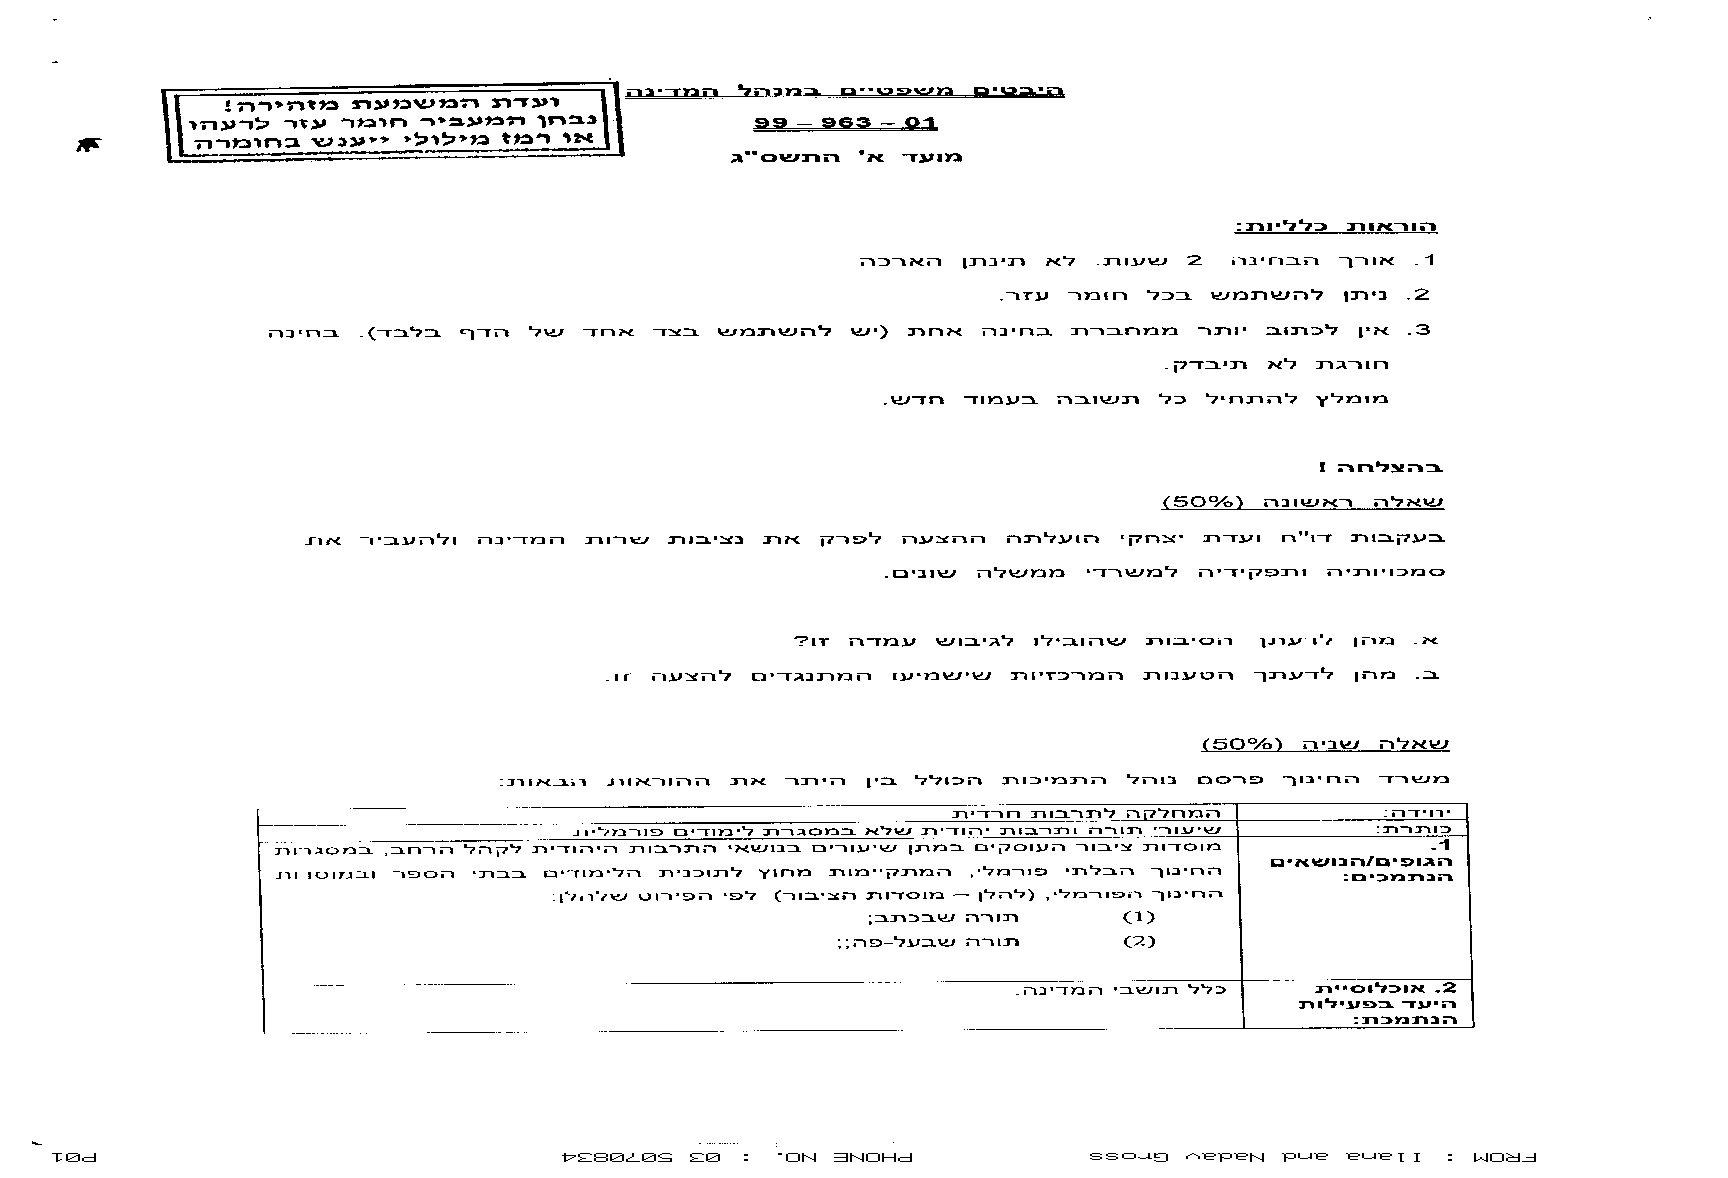 היבטים משפטיים במנהל המדינה
99 - 963 - 01
מועד א' התשס"ג
ועדת המשמעת מזהירה!
נבחן המעביר חומר עזר לרעהו
או רמז מילולי ייענש בחומרה
הוראות כלליות:
1. אורך הבחינה 2 שעות. לא תינתן הארכה
2. ניתן להשתמש בכל חומר עזר.
3. אין לכתוב יותר ממחברת בחינה אחת (יש להשתמש בצד אחד של הדף בלבד). בחינה
חורגת לא תיבדק.
מומלץ להתחיל כל תשובה בעמוד חדש.
בהצלחה !
שאלה ראשונה (50%)
בעקבות דו"ח ועדת יצחקי הועלתה ההצעה לפרק את נציבות שרות המדינה ולהעביר את
סמכויותיה ותפקידיה למשרדי ממשלה שונים.
א. מהן הסיבות שהובילו לגיבוש עמדה זו?
ב. מהן לדעתך הטענות המרכזיות שישמיעו המתנגדים להצעה זו.
שאלה שניה (50%)
משרד החינוך פרסם נוהל התמיכות הכולל בין היתר את ההוראות הבאות:
יחידה: המחלקה לתרבות חרדית
כותרת: שיעורי תורה ותרבות יהודית שלא במסגרת לימודים פורמלית
1.
הגופים/הנושאים
הנתמכים:
מוסדות ציבור העוסקים במתן שיעורים בנושאי התרבות היהודית לקהל הרחב, במסגרות
החינוך הבלתי פורמלי, המתקיימות מחוץ לתוכנית הלימודים בבתי הספר ובמוסדות
החינוך הפורמלי, (להלן – מוסדות הציבור) לפי הפירוט שלהלן:
(1) תורה שבכתב;
(2) תורה שבעל-פה;;
2. אוכלוסיית
היעד בפעילות
הנתמכת:
כלל תושבי המדינה.
FROM : Ilana and Nadav Gross PHONE NO. : 03 5070834 P01